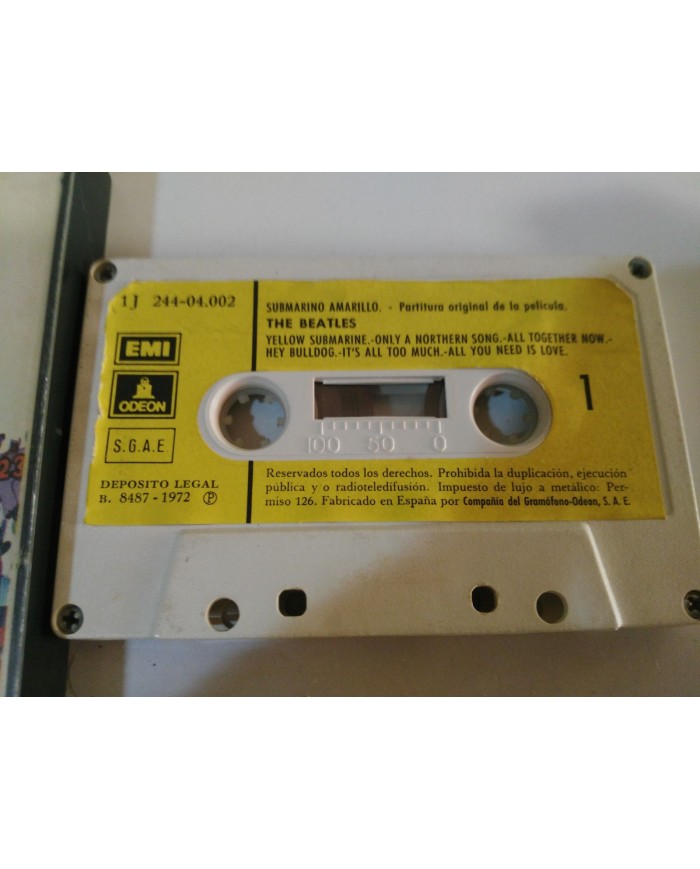 1J 244-04.002
EMI
ODEON
S.G.A.E.
DEPOSITO LEGAL
B. 8487 - 1972 Ⓟ
SUBMARINO AMARILLO. - Partitura original de la película.
THE BEATLES
YELLOW SUBMARINE.-ONLY A NORTHERN SONG.-ALL TOGETHER NOW.-
HEY BULLDOG.-IT'S ALL TOO MUCH.-ALL YOU NEED IS LOVE.
1
100 50 0
Reservados todos los derechos. Prohibida la duplicación, ejecución
pública y o radioteledifusión. Impuesto de lujo a metálico: Per-
miso 126. Fabricado en España por Compañía del Gramófono-Odeon, S. A. E.